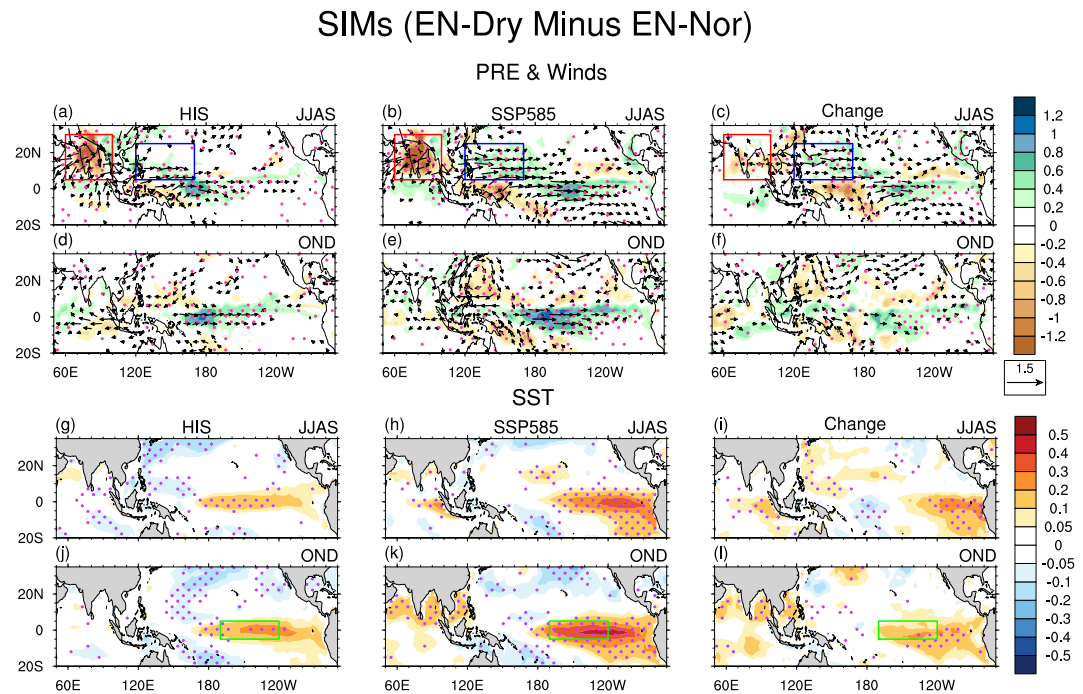 SIMs (EN-Dry Minus EN-Nor)
PRE & Winds
(a) HIS JJAS
(b) SSP585 JJAS
(c) Change JJAS
20N
0
20S
(d) OND
(e) OND
(f) OND
20N
0
20S
60E 120E 180 120W
60E 120E 180 120W
60E 120E 180 120W
1.2
1
0.8
0.6
0.4
0.2
0
-0.2
-0.4
-0.6
-0.8
-1
-1.2
1.5
SST
(g) HIS JJAS
(h) SSP585 JJAS
(i) Change JJAS
20N
0
20S
(j) OND
(k) OND
(l) OND
20N
0
20S
60E 120E 180 120W
60E 120E 180 120W
60E 120E 180 120W
0.5
0.4
0.3
0.2
0.1
0.05
0
-0.05
-0.1
-0.2
-0.3
-0.4
-0.5